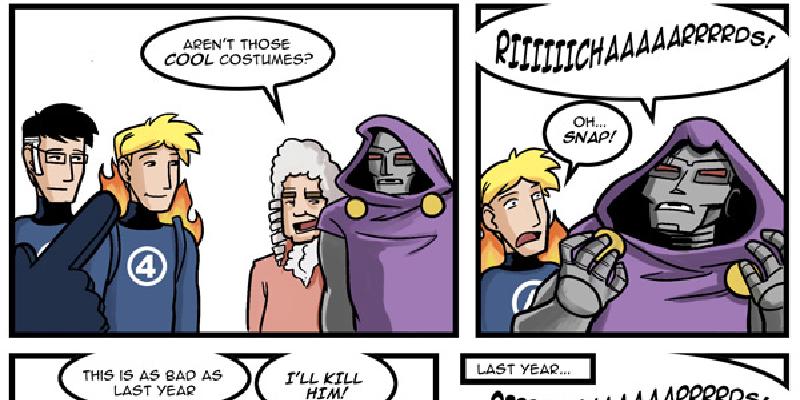 AREN'T THOSE
COOL COSTUMES?
RIIIIIICHAAAAARRRRDS!
OH...
SNAP!
4
THIS IS AS BAD AS
LAST YEAR
I'LL KILL
HIM!
LAST YEAR...